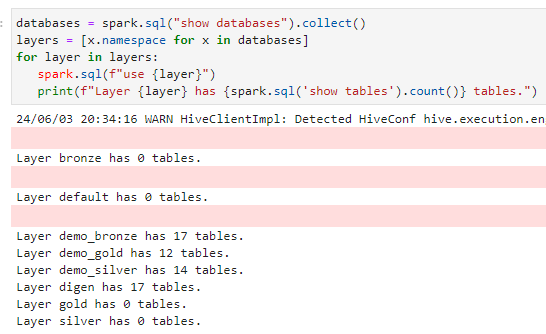 databases = spark.sql("show databases").collect()
layers = [x.namespace for x in databases]
for layer in layers:
   spark.sql(f"use {layer}")
   print(f"Layer {layer} has {spark.sql('show tables').count()} tables.")
24/06/03 20:34:16 WARN HiveClientImpl: Detected HiveConf hive.execution.en
Layer bronze has 0 tables.
Layer default has 0 tables.
Layer demo_bronze has 17 tables.
Layer demo_gold has 12 tables.
Layer demo_silver has 14 tables.
Layer digen has 17 tables.
Layer gold has 0 tables.
Layer silver has 0 tables.